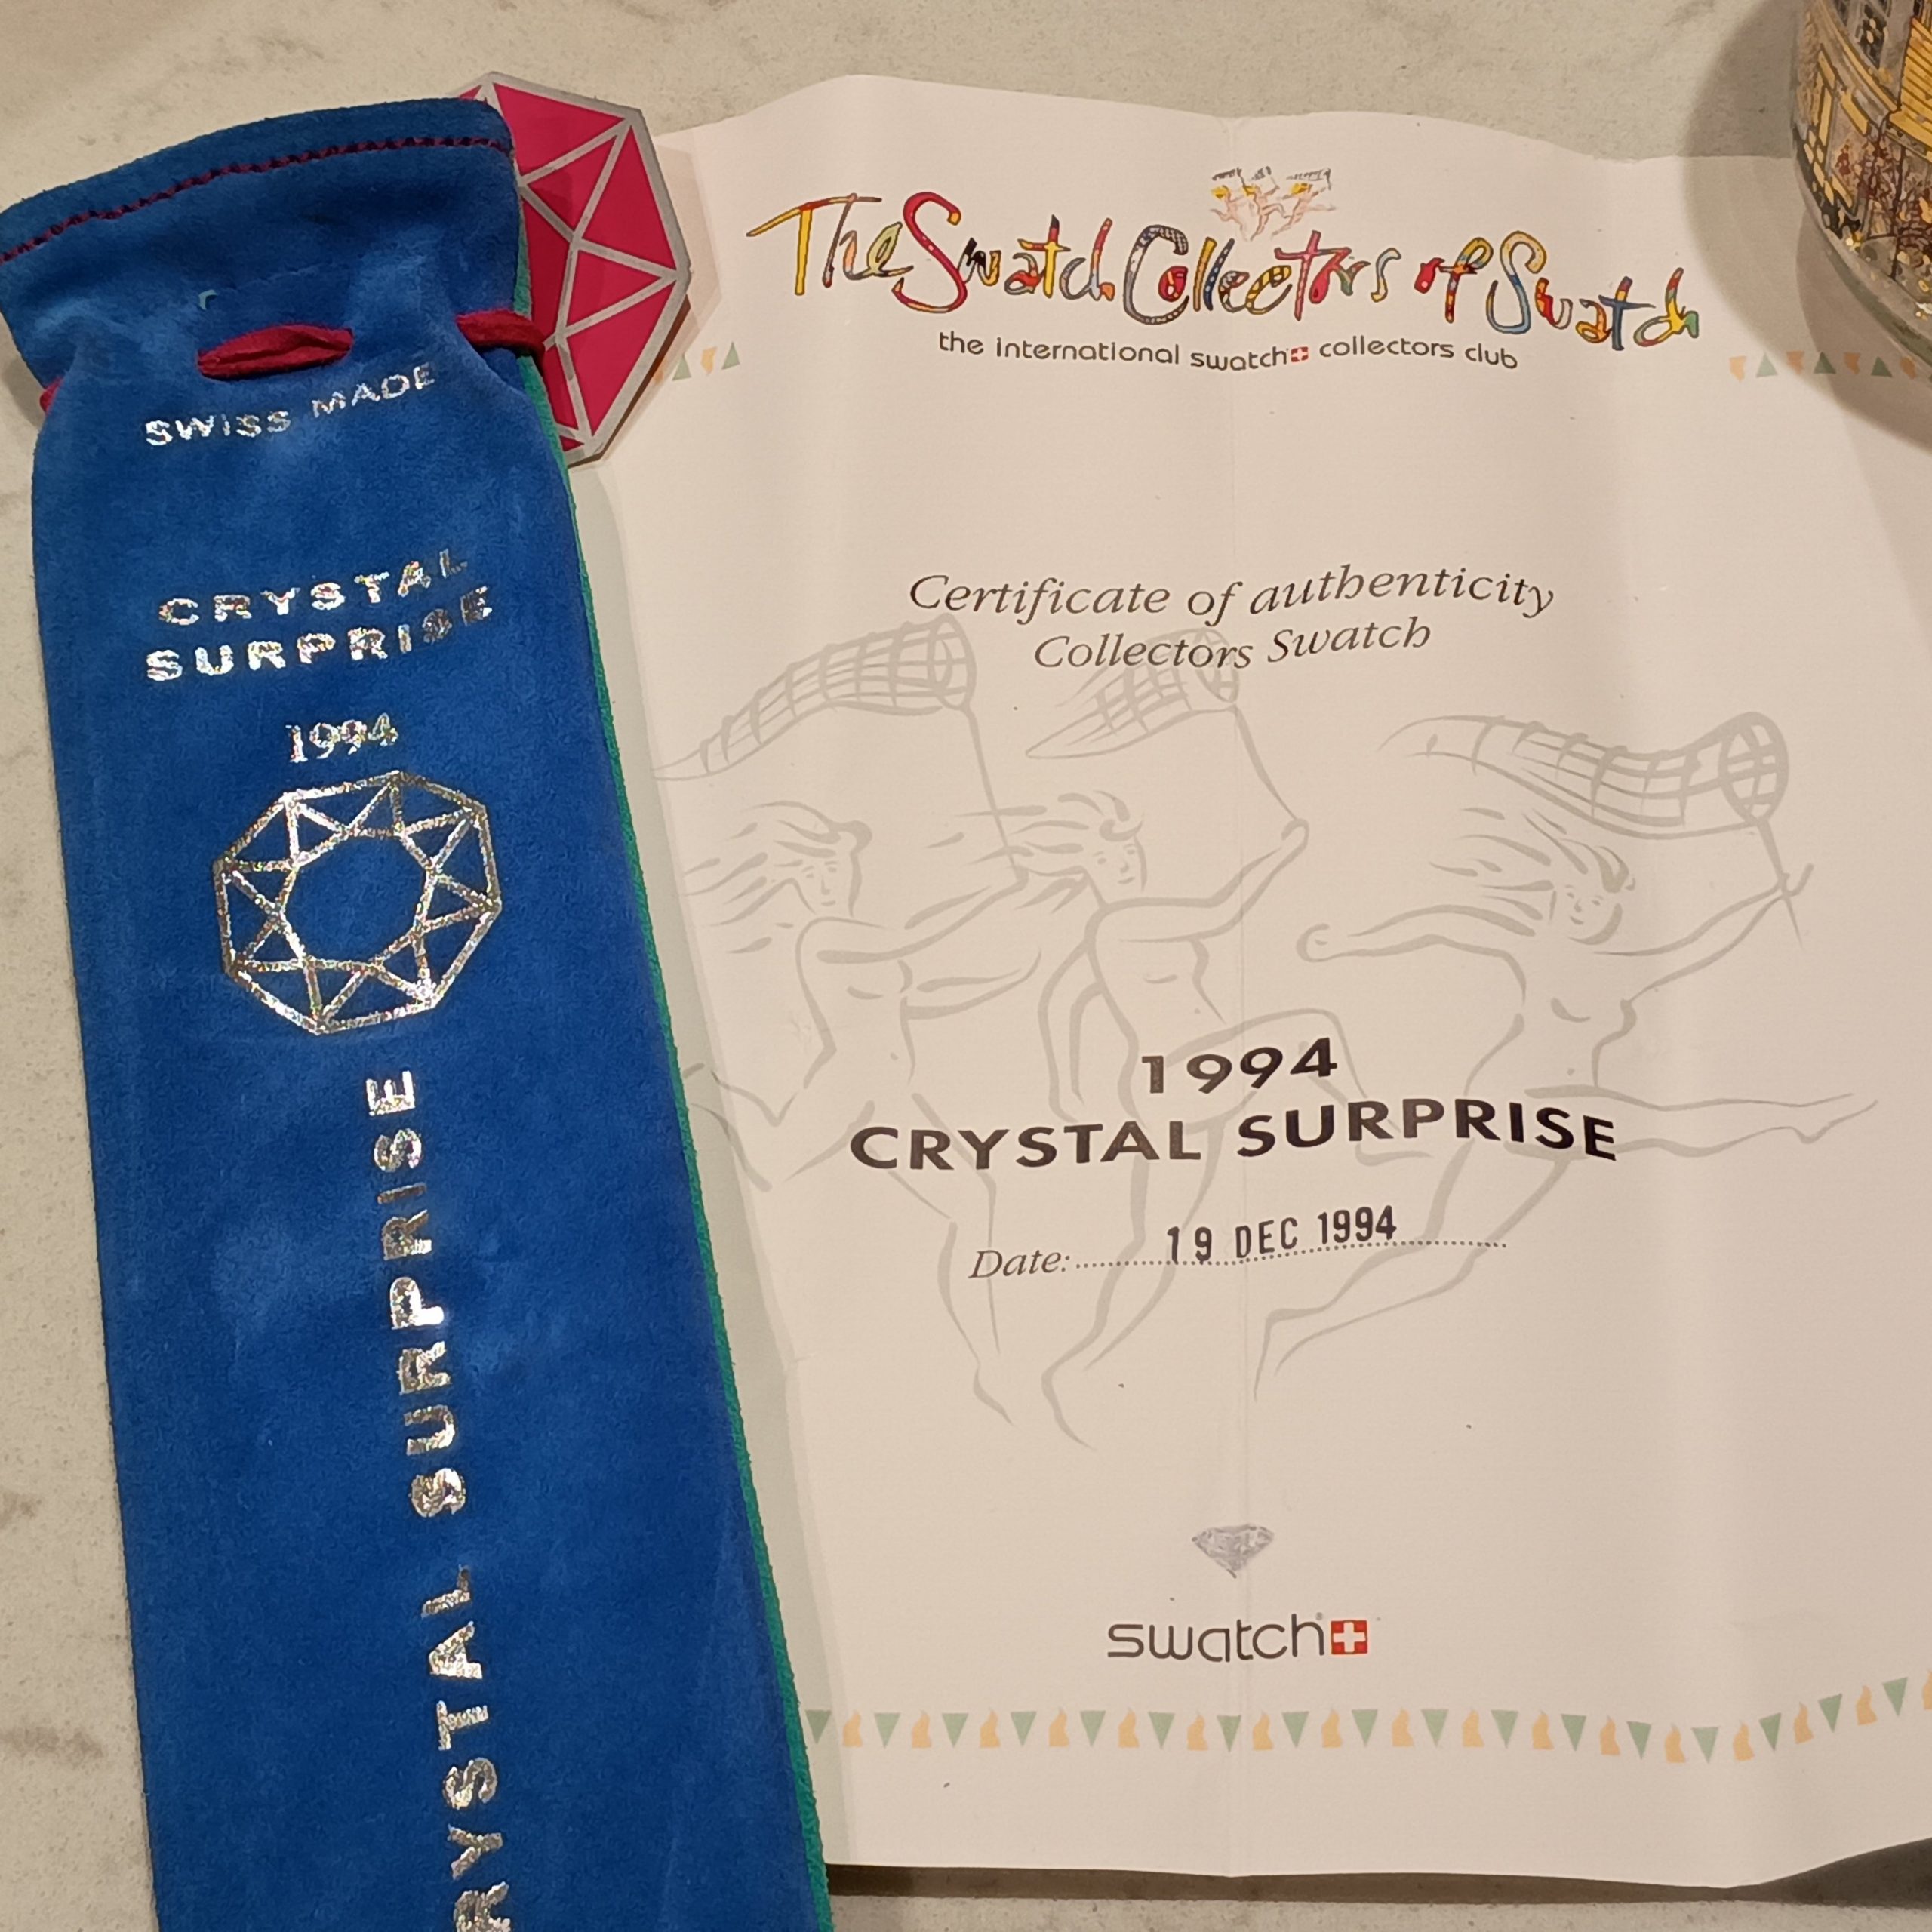 SWISS MADE
CRYSTAL
SURPRISE
1994
CRYSTAL SURPRISE
The Swatch Collectors of Swatch
the international swatch collectors club
Certificate of authenticity
Collectors Swatch
1994
CRYSTAL SURPRISE
Date: 19 DEC 1994
swatch